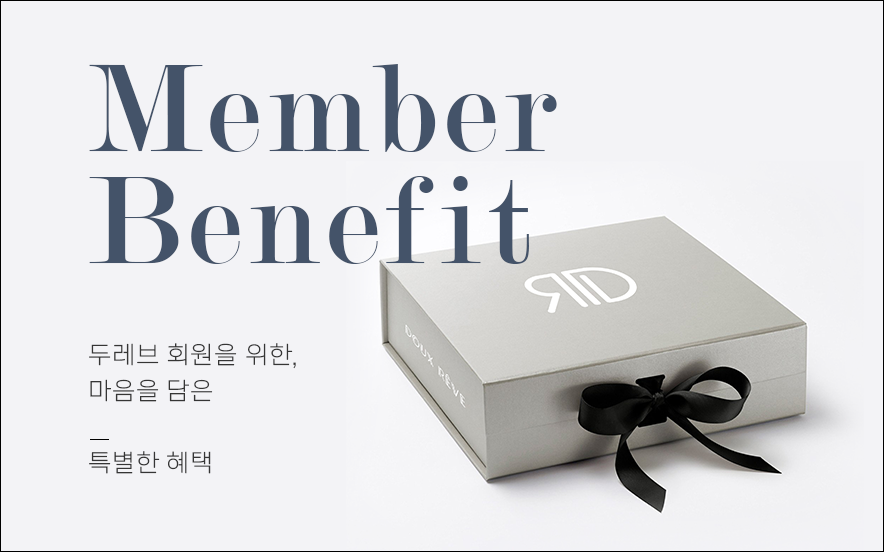 Member
Benefit
두레브 회원을 위한,
마음을 담은
특별한 혜택
DOUX RÊVE